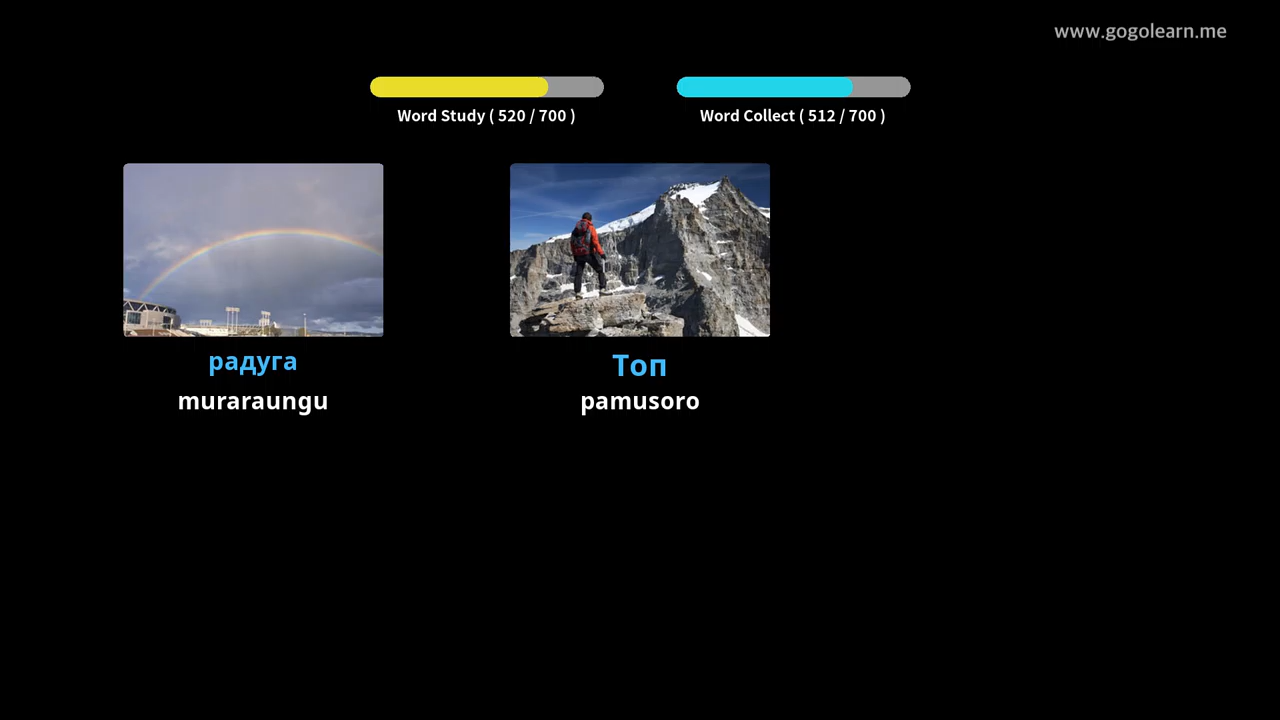 www.gogolearn.me
Word Study ( 520 / 700 )
Word Collect ( 512 / 700 )
радуга
muraraungu
Топ
pamusoro